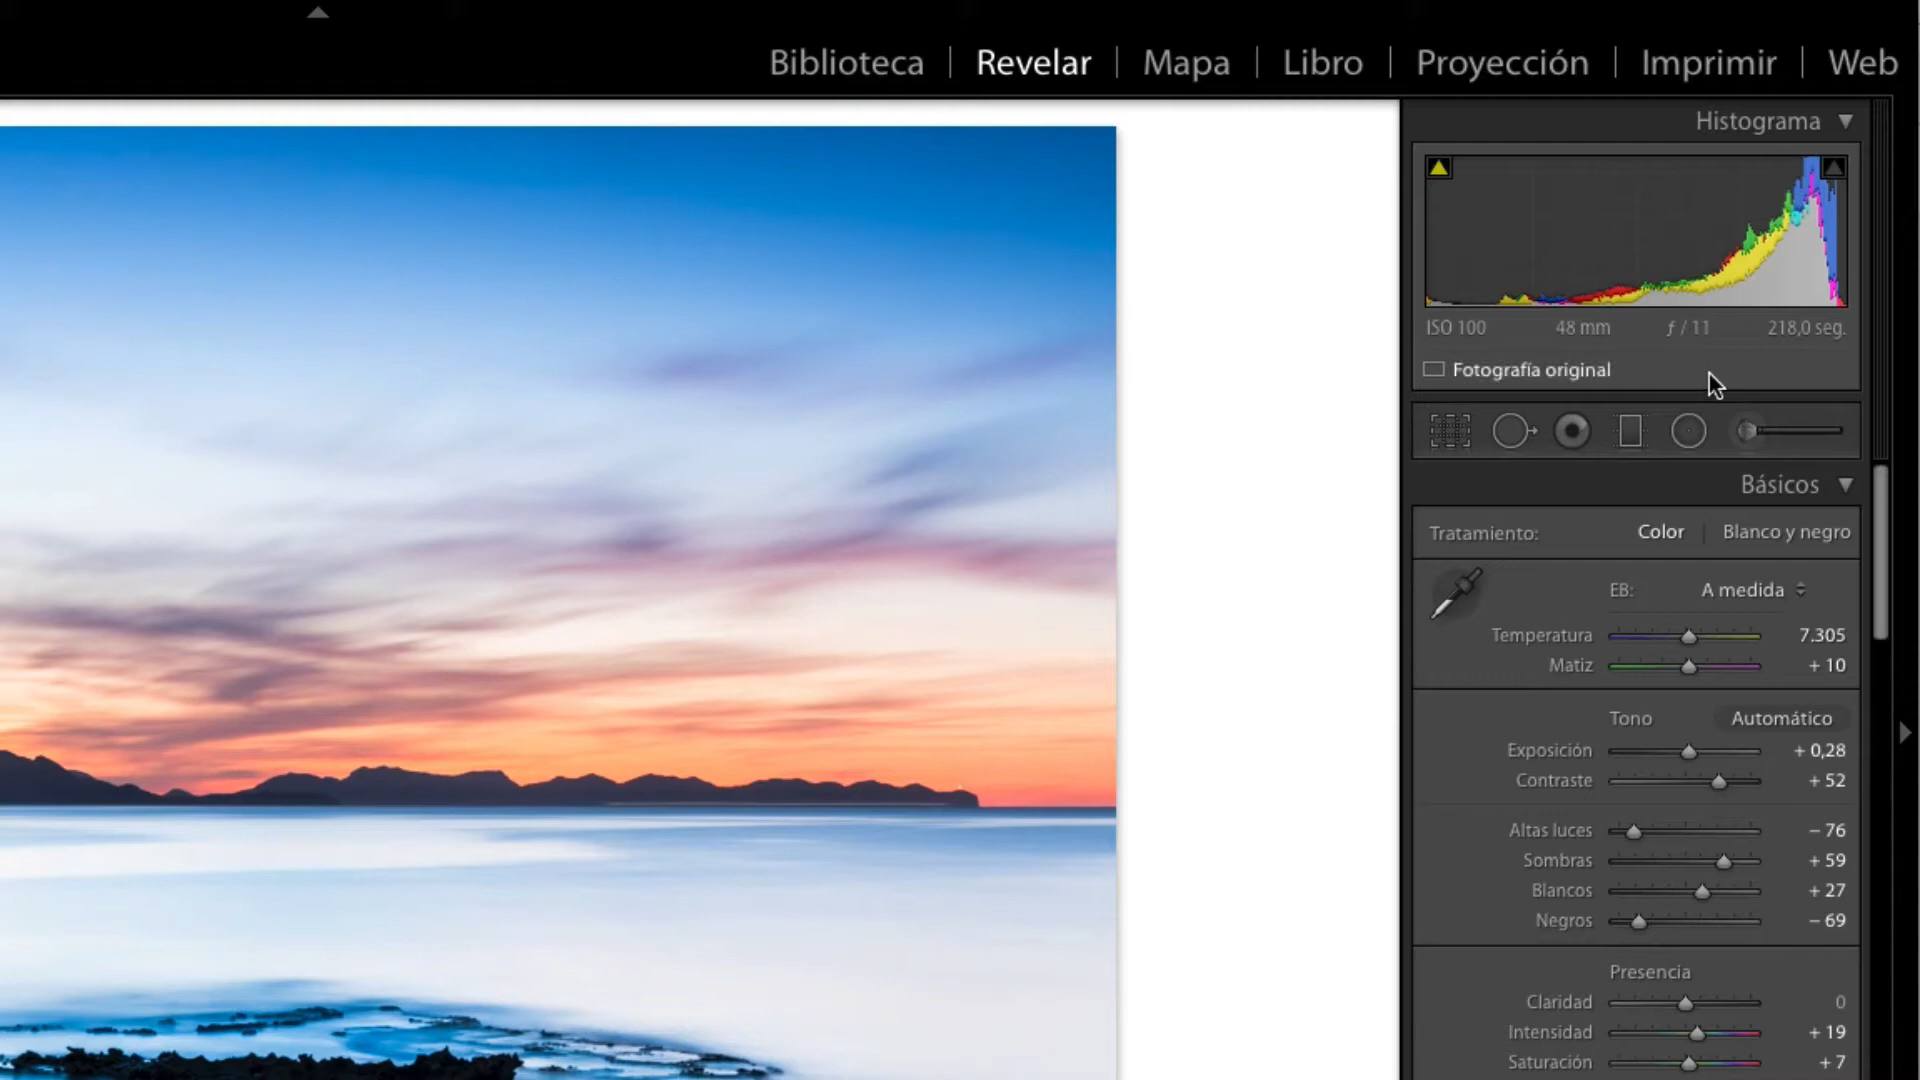 Biblioteca | Revelar | Mapa | Libro | Proyección | Imprimir | Web
Histograma
ISO 100 48 mm ƒ / 11 218,0 seg.
Fotografía original
Básicos
Tratamiento: Color | Blanco y negro
EB: A medida
Temperatura 7.305
Matiz + 10
Tono Automático
Exposición + 0,28
Contraste + 52
Altas luces − 76
Sombras + 59
Blancos + 27
Negros − 69
Presencia
Claridad 0
Intensidad + 19
Saturación + 7